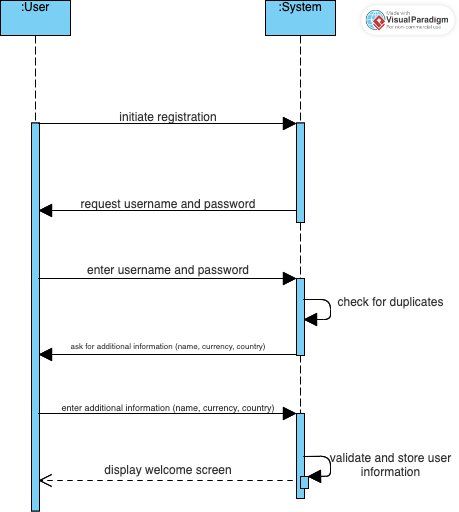 :User
:System
Made with
VisualParadigm
For non-commercial use
initiate registration
request username and password
enter username and password
check for duplicates
ask for additional information (name, currency, country)
enter additional information (name, currency, country)
validate and store user
information
display welcome screen